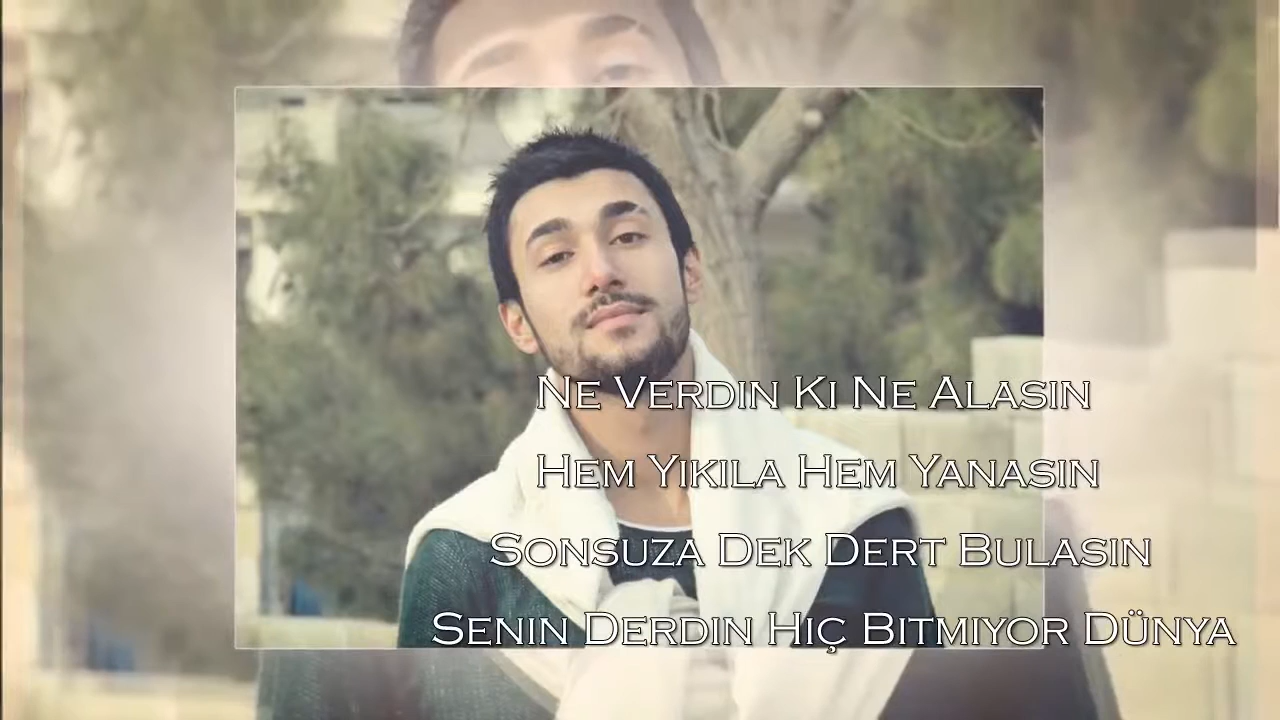 Ne Verdin Ki Ne Alasın
Hem Yıkıla Hem Yanasın
Sonsuza Dek Dert Bulasın
Senin Derdin Hiç Bitmiyor Dünya